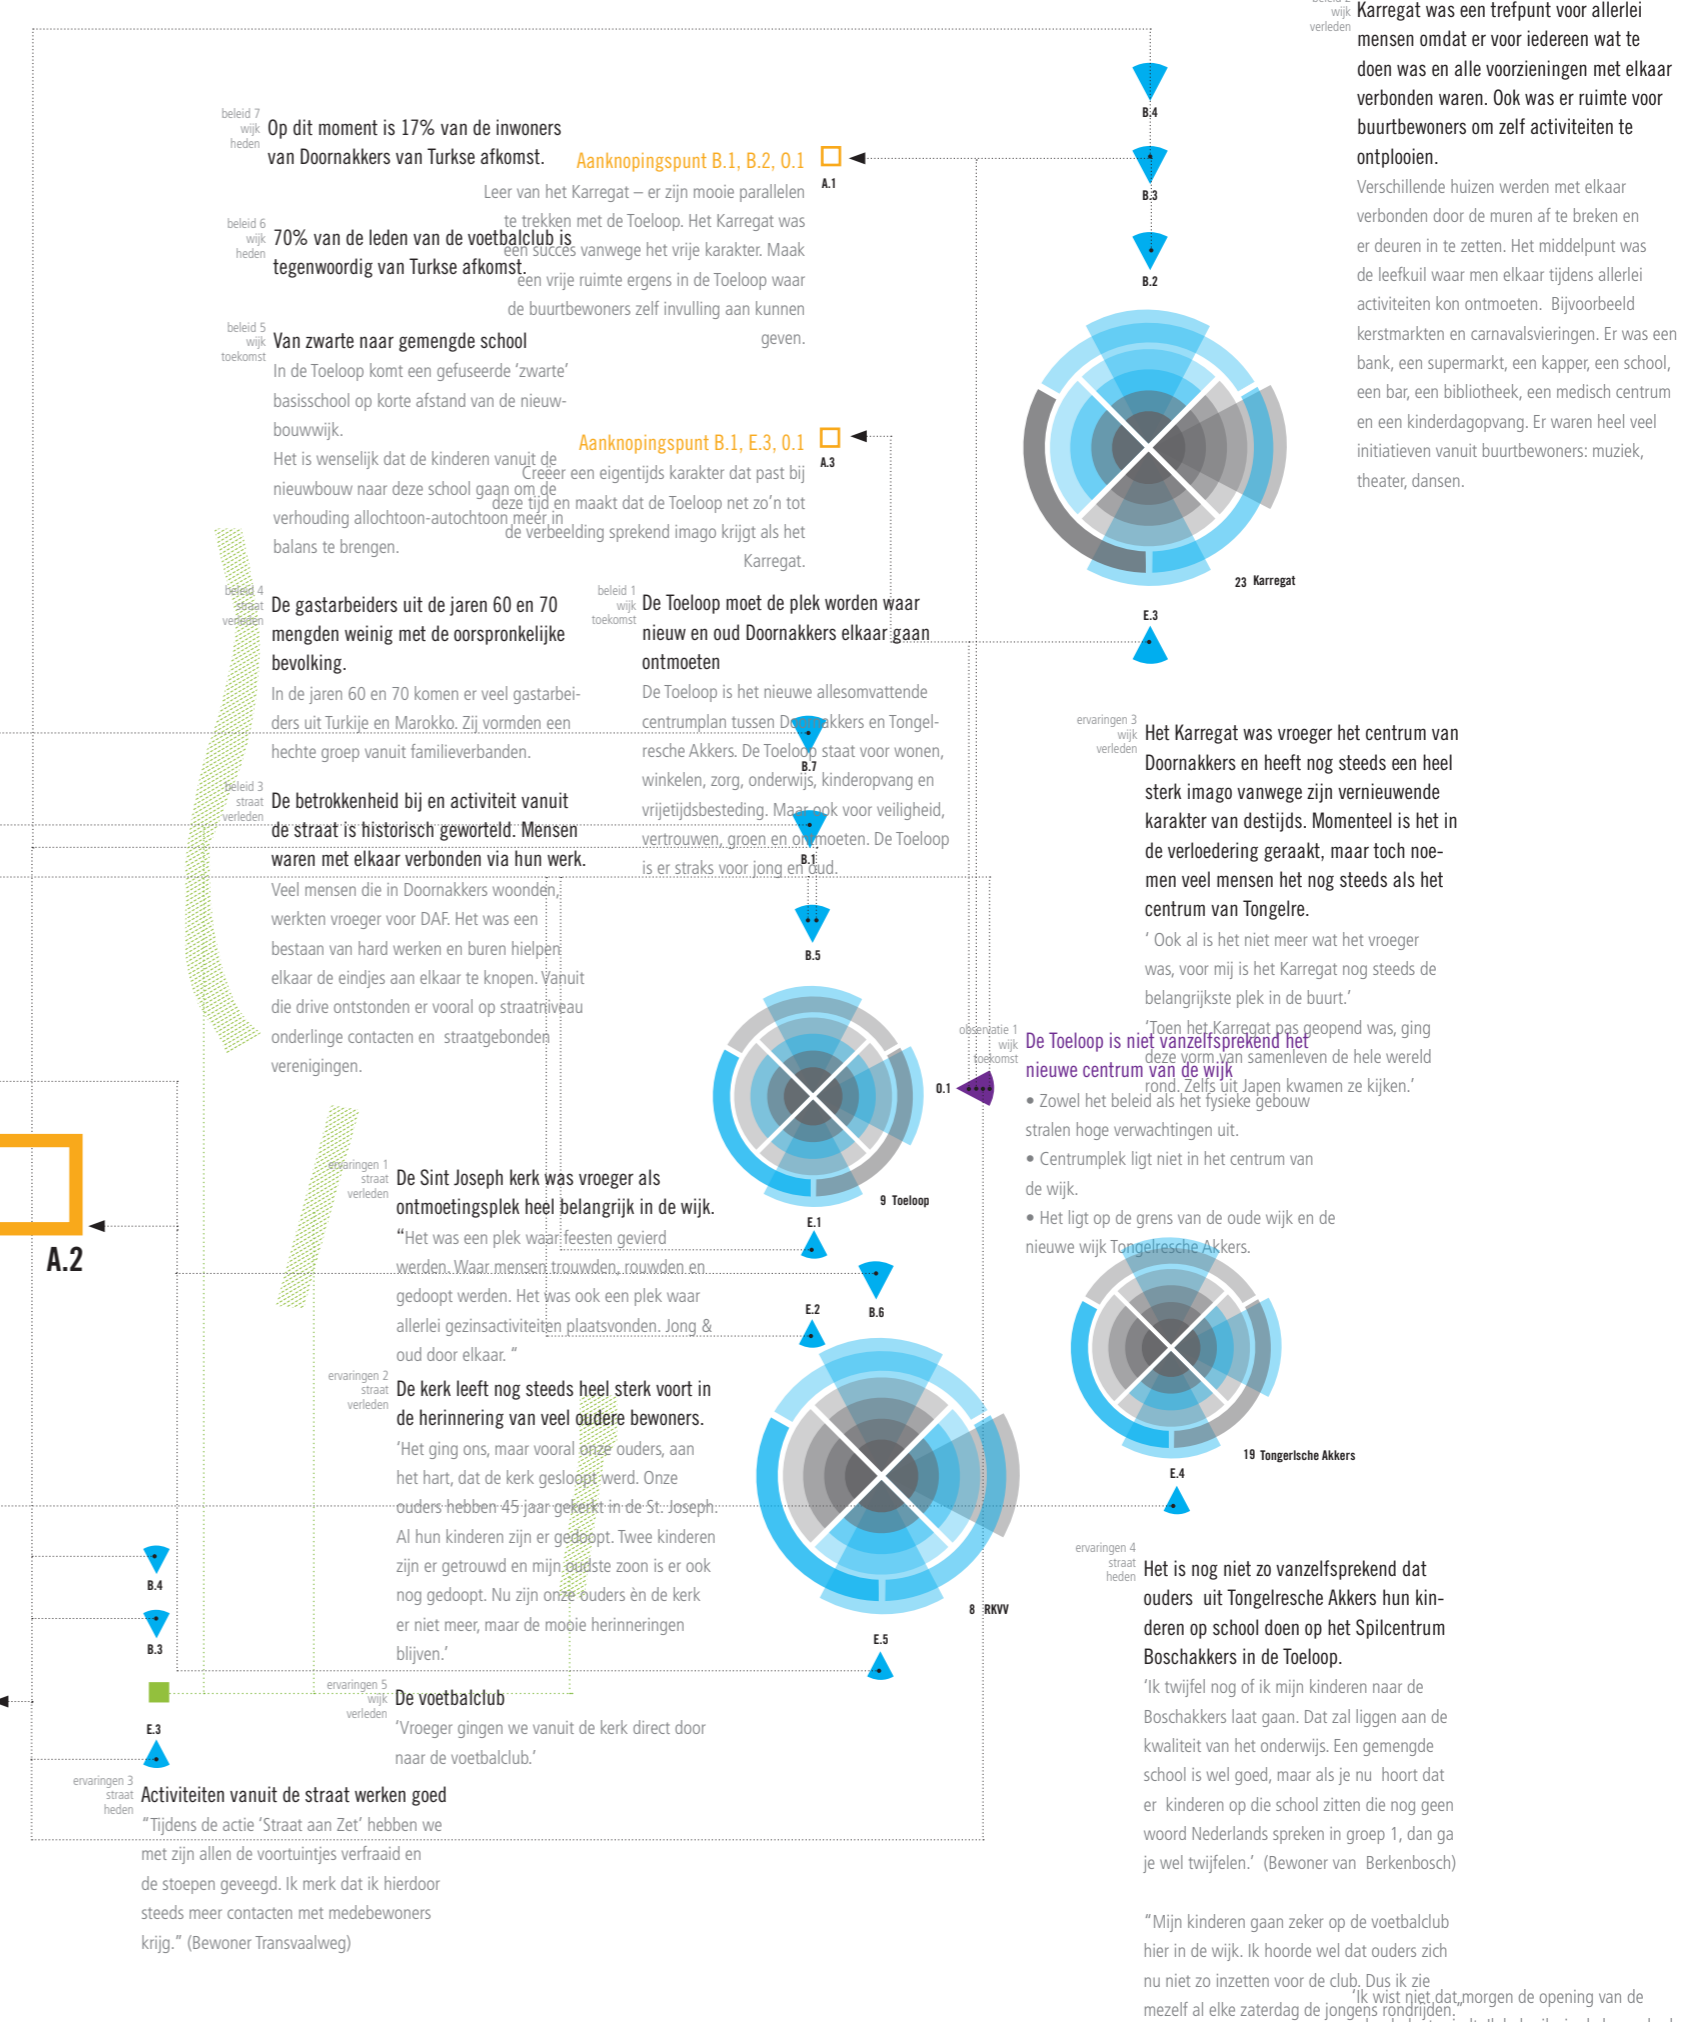 beleid 2
wijk
verleden
Karregat was een trefpunt voor allerlei
mensen omdat er voor iedereen wat te
doen was en alle voorzieningen met elkaar
verbonden waren. Ook was er ruimte voor
buurtbewoners om zelf activiteiten te
ontplooien.
Verschillende huizen werden met elkaar
verbonden door de muren af te breken en
er deuren in te zetten. Het middelpunt was
de leefkuil waar men elkaar tijdens allerlei
activiteiten kon ontmoeten.  Bijvoorbeeld
kerstmarkten en carnavalsvieringen. Er was een
bank, een supermarkt, een kapper, een school,
een bar, een bibliotheek, een medisch centrum
en een kinderdagopvang. Er waren heel veel
initiatieven vanuit buurtbewoners: muziek,
theater, dansen.
beleid 7
wijk
heden
Op dit moment is 17% van de inwoners
van Doornakkers van Turkse afkomst.
beleid 6
wijk
heden
70% van de leden van de voetbalclub is
tegenwoordig van Turkse afkomst.
beleid 5
wijk
toekomst
Van zwarte naar gemengde school
In de Toeloop komt een gefuseerde ‘zwarte’
basisschool op korte afstand van de nieuw-
bouwwijk.
Het is wenselijk dat de kinderen vanuit de
nieuwbouw naar deze school gaan om de
verhouding allochtoon-autochtoon meer in
balans te brengen.
Aanknopingspunt B.1, B.2, O.1
A.1
Leer van het Karregat – er zijn mooie parallelen
te trekken met de Toeloop. Het Karregat was
een succes vanwege het vrije karakter. Maak
een vrije ruimte ergens in de Toeloop waar
de buurtbewoners zelf invulling aan kunnen
geven.
Aanknopingspunt B.1, E.3, O.1
A.3
Creëer een eigentijds karakter dat past bij
deze tijd en maakt dat de Toeloop net zo’n tot
de verbeelding sprekend imago krijgt als het
Karregat.
B.4
B.3
B.2
23 Karregat
E.3
beleid 4
straat
verleden
De gastarbeiders uit de jaren 60 en 70
mengden weinig met de oorspronkelijke
bevolking.
In de jaren 60 en 70 komen er veel gastarbei-
ders uit Turkije en Marokko. Zij vormden een
hechte groep vanuit familieverbanden.
beleid 3
straat
verleden
De betrokkenheid bij en activiteit vanuit
de straat is historisch geworteld. Mensen
waren met elkaar verbonden via hun werk.
Veel mensen die in Doornakkers woonden,
werkten vroeger voor DAF. Het was een
bestaan van hard werken en buren hielpen
elkaar de eindjes aan elkaar te knopen. Vanuit
die drive ontstonden er vooral op straatniveau
onderlinge contacten en  straatgebonden
verenigingen.
beleid 1
wijk
toekomst
De Toeloop moet de plek worden waar
nieuw en oud Doornakkers elkaar gaan
ontmoeten
De Toeloop is het nieuwe allesomvattende
centrumplan tussen Doornakkers en Tongel-
resche Akkers. De Toeloop staat voor wonen,
winkelen, zorg, onderwijs, kinderopvang en
vrijetijdsbesteding. Maar ook voor veiligheid,
vertrouwen, groen en ontmoeten. De Toeloop
is er straks voor jong en oud.
B.7
B.1
B.5
9 Toeloop
E.1
ervaringen 3
wijk
verleden
Het Karregat was vroeger het centrum van
Doornakkers en heeft nog steeds een heel
sterk imago vanwege zijn vernieuwende
karakter van destijds. Momenteel is het in
de verloedering geraakt, maar toch noe-
men veel mensen het nog steeds als het
centrum van Tongelre.
‘ Ook al is het niet meer wat het vroeger
was, voor mij is het Karregat nog steeds de
belangrijkste plek in de buurt.’
‘Toen het Karregat pas geopend was, ging
deze vorm van samenleven de hele wereld
rond. Zelfs uit Japen kwamen ze kijken.’
observatie 1
wijk
toekomst
O.1
De Toeloop is niet vanzelfsprekend het
nieuwe centrum van de wijk
• Zowel het beleid als het fysieke gebouw
stralen hoge verwachtingen uit.
• Centrumplek ligt niet in het centrum van
de wijk.
• Het ligt op de grens van de oude wijk en de
nieuwe wijk Tongelresche Akkers.
A.2
ervaringen 1
straat
verleden
De Sint Joseph kerk was vroeger als
ontmoetingsplek heel belangrijk in de wijk.
“Het was een plek waar feesten gevierd
werden. Waar mensen trouwden, rouwden en
gedoopt werden. Het was ook een plek waar
allerlei gezinsactiviteiten plaatsvonden. Jong &
oud door elkaar. “
ervaringen 2
straat
verleden
De kerk leeft nog steeds heel sterk voort in
de herinnering van veel oudere bewoners.
‘Het ging ons, maar vooral onze ouders, aan
het hart, dat de kerk gesloopt werd. Onze
ouders hebben 45 jaar gekerkt in de St. Joseph.
Al hun kinderen zijn er gedoopt. Twee kinderen
zijn er getrouwd en mijn oudste zoon is er ook
nog gedoopt. Nu zijn onze ouders èn de kerk
er niet meer, maar de mooie herinneringen
blijven.’
ervaringen 5
wijk
verleden
De voetbalclub
‘Vroeger gingen we vanuit de kerk direct door
naar de voetbalclub.’
E.2
B.6
8 RKVV
E.5
19 Tongerlsche Akkers
E.4
B.4
B.3
E.3
ervaringen 3
straat
heden
Activiteiten vanuit de straat werken goed
“Tijdens de actie ‘Straat aan Zet’ hebben we
met zijn allen de voortuintjes verfraaid en
de stoepen geveegd. Ik merk dat ik hierdoor
steeds meer contacten met medebewoners
krijg.” (Bewoner Transvaalweg)
ervaringen 4
straat
heden
Het is nog niet zo vanzelfsprekend dat
ouders  uit Tongelresche Akkers hun kin-
deren op school doen op het Spilcentrum
Boschakkers in de Toeloop.
‘Ik twijfel nog of ik mijn kinderen naar de
Boschakkers laat gaan. Dat zal liggen aan de
kwaliteit van het onderwijs. Een gemengde
school is wel goed, maar als je nu  hoort dat
er  kinderen op die school zitten die nog geen
woord Nederlands spreken in groep 1, dan ga
je wel twijfelen.’  (Bewoner van  Berkenbosch)
“Mijn kinderen gaan zeker op de voetbalclub
hier in de wijk. Ik hoorde wel dat ouders zich
nu niet zo inzetten voor de club. Dus ik zie
mezelf al elke zaterdag de jongens rondrijden.”
‘Ik wist niet dat morgen de opening van de